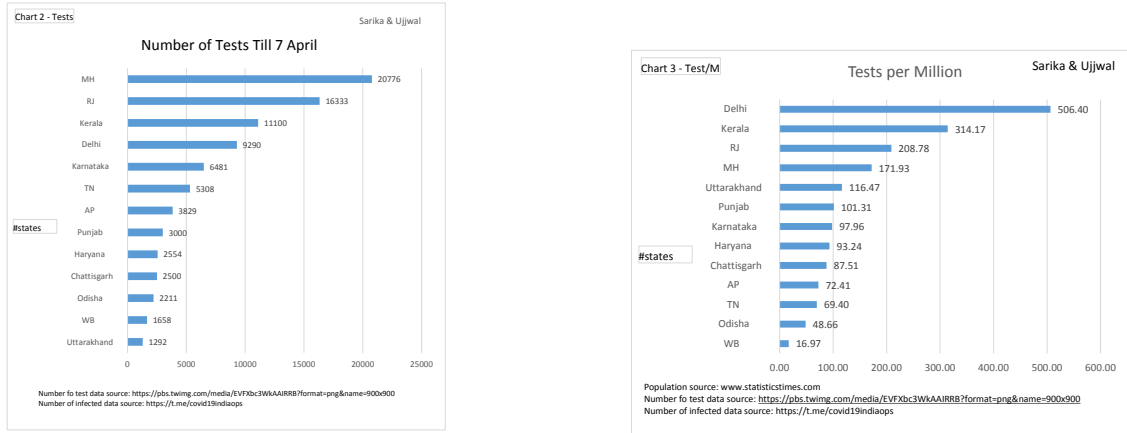 Chart 2 - Tests
Sarika & Ujjwal
Number of Tests Till 7 April
MH 20776
RJ 16333
Kerala 11100
Delhi 9290
Karnataka 6481
TN 5308
AP 3829
#states
Punjab 3000
Haryana 2554
Chattisgarh 2500
Odisha 2211
WB 1658
Uttarakhand 1292
0 5000 10000 15000 20000 25000
Number fo test data source: https://pbs.twimg.com/media/EVFXbc3WkAAIRRB?format=png&name=900x900
Number of infected data source: https://t.me/covid19indiaops
Chart 3 - Test/M
Tests per Million
Sarika & Ujjwal
Delhi 506.40
Kerala 314.17
RJ 208.78
MH 171.93
Uttarakhand 116.47
Punjab 101.31
Karnataka 97.96
Haryana 93.24
#states
Chattisgarh 87.51
AP 72.41
TN 69.40
Odisha 48.66
WB 16.97
0.00 100.00 200.00 300.00 400.00 500.00 600.00
Population source: www.statisticstimes.com
Number fo test data source: https://pbs.twimg.com/media/EVFXbc3WkAAIRRB?format=png&name=900x900
Number of infected data source: https://t.me/covid19indiaops